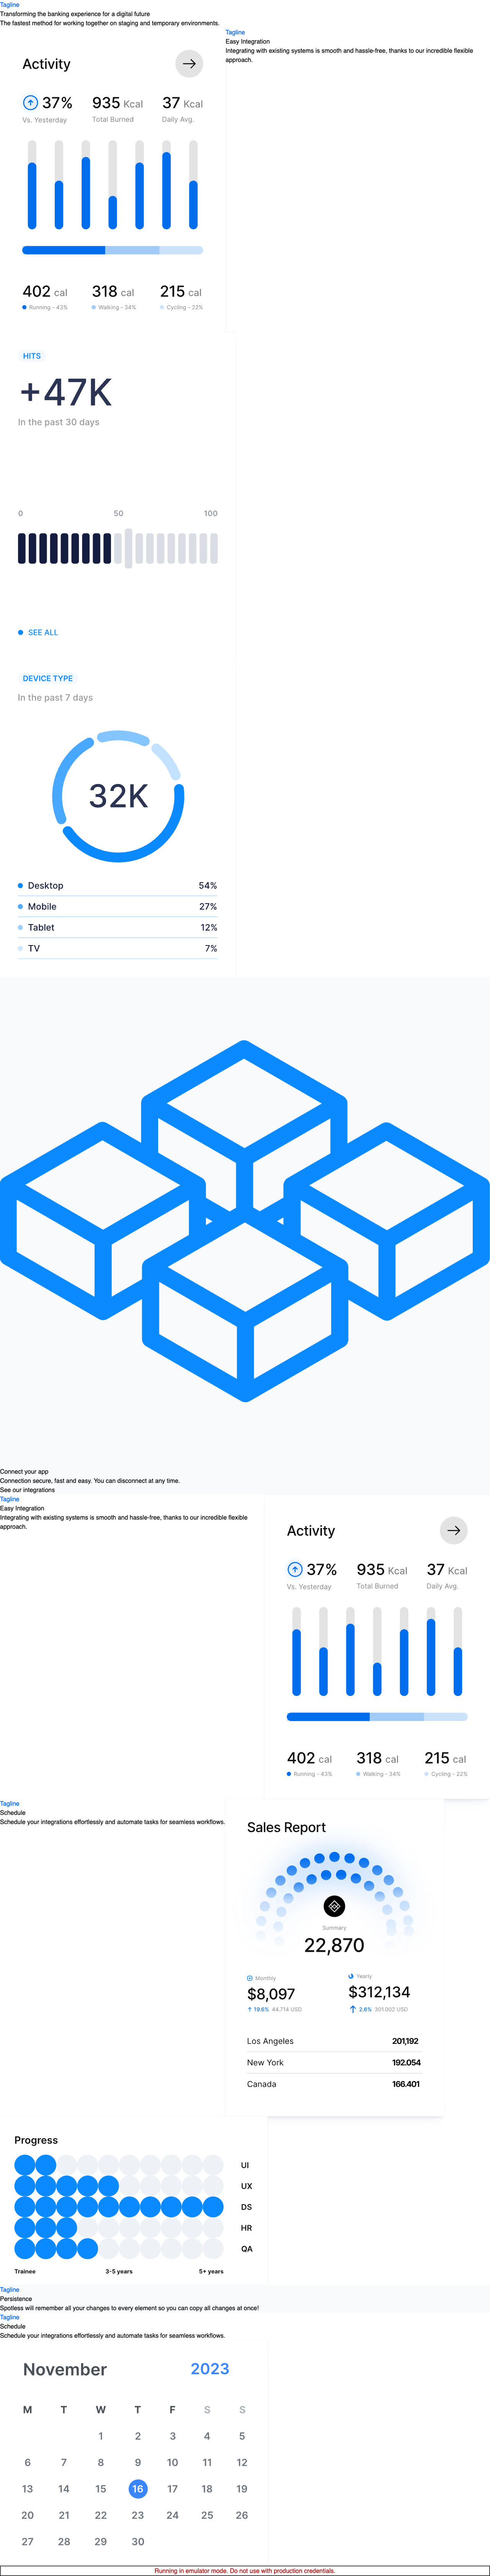 Tagline
Transforming the banking experience for a digital future
The fastest method for working together on staging and temporary environments.
Activity
37% 935 Kcal 37 Kcal
Vs. Yesterday Total Burned Daily Avg.
402 cal 318 cal 215 cal
Running - 43% Walking - 34% Cycling - 22%
Tagline
Easy Integration
Integrating with existing systems is smooth and hassle-free, thanks to our incredible flexible
approach.
HITS
+47K
In the past 30 days
0 50 100
SEE ALL
DEVICE TYPE
In the past 7 days
32K
Desktop 54%
Mobile 27%
Tablet 12%
TV 7%
Connect your app
Connection secure, fast and easy. You can disconnect at any time.
See our integrations
Tagline
Easy Integration
Integrating with existing systems is smooth and hassle-free, thanks to our incredible flexible
approach.
Activity
37% 935 Kcal 37 Kcal
Vs. Yesterday Total Burned Daily Avg.
402 cal 318 cal 215 cal
Running - 43% Walking - 34% Cycling - 22%
Tagline
Schedule
Schedule your integrations effortlessly and automate tasks for seamless workflows.
Sales Report
Summary
22,870
Monthly Yearly
$8,097 $312,134
19.6% 44.714 USD 2.6% 301.002 USD
Los Angeles 201,192
New York 192.054
Canada 166.401
Progress
UI
UX
DS
HR
QA
Trainee 3-5 years 5+ years
Tagline
Persistence
Spotless will remember all your changes to every element so you can copy all changes at once!
Tagline
Schedule
Schedule your integrations effortlessly and automate tasks for seamless workflows.
November 2023
M T W T F S S
1 2 3 4 5
6 7 8 9 10 11 12
13 14 15 16 17 18 19
20 21 22 23 24 25 26
27 28 29 30
Running in emulator mode. Do not use with production credentials.